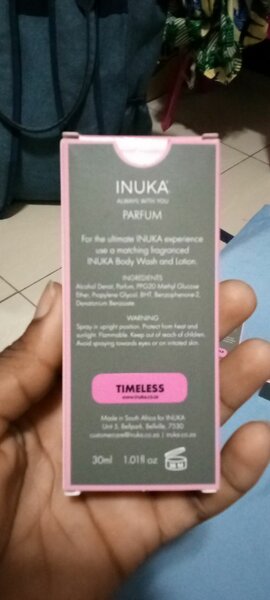 INUKA
ALWAYS WITH YOU
PARFUM
For the ultimate INUKA experience
use a matching fragranced
INUKA Body Wash and Lotion.
INGREDIENTS
Alcohol Denat, Parfum, PPG20 Methyl Glucose
Ether, Propylene Glycol, BHT, Benzophenone-2,
Denatonium Benzoate.
WARNING
Spray in upright position. Protect from heat and
sunlight. Flammable. Keep out of reach of children.
Avoid spraying towards eyes or on irritated skin.
TIMELESS
www.inuka.co.za
Made in South Africa for INUKA
Unit 5, Bellpark, Bellville, 7530
customercare@inuka.co.za | inuka.co.za
30ml 1.01fl oz